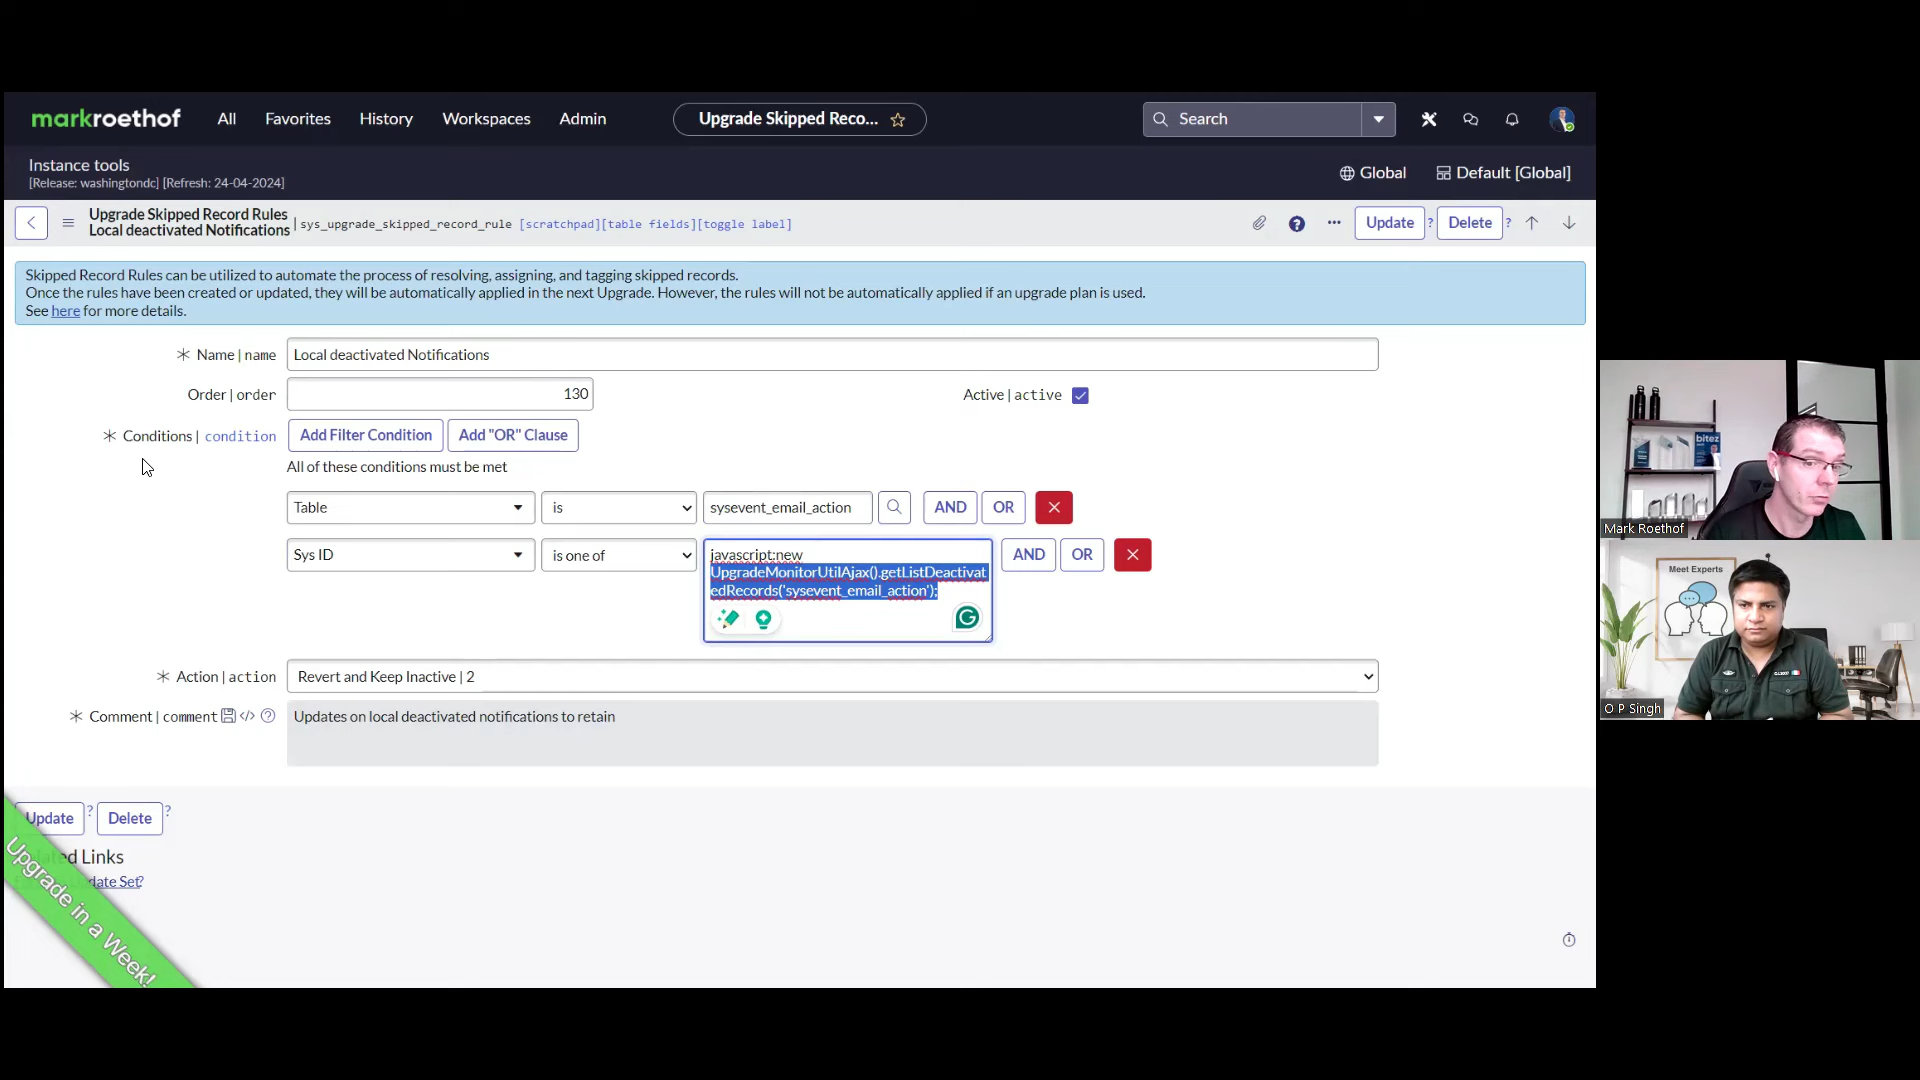 markroethof All Favorites History Workspaces Admin Upgrade Skipped Reco... Search
Instance tools
[Release: washingtondc] [Refresh: 24-04-2024]
Global Default [Global]
Upgrade Skipped Record Rules
Local deactivated Notifications | sys_upgrade_skipped_record_rule [scratchpad][table fields][toggle label]
Update ? Delete ?
Skipped Record Rules can be utilized to automate the process of resolving, assigning, and tagging skipped records.
Once the rules have been created or updated, they will be automatically applied in the next Upgrade. However, the rules will not be automatically applied if an upgrade plan is used.
See here for more details.
Name | name Local deactivated Notifications
Order | order 130 Active | active
Conditions | condition Add Filter Condition Add "OR" Clause
All of these conditions must be met
Table is sysevent_email_action AND OR
Sys ID is one of javascript:new
UpgradeMonitorUtilAjax().getListDeactivat
edRecords('sysevent_email_action');
AND OR
Action | action Revert and Keep Inactive | 2
Comment | comment Updates on local deactivated notifications to retain
Update ? Delete ?
Links
date Set ?
Upgrade in a Week!
bitez
Mark Roethof
Meet Experts
O P Singh